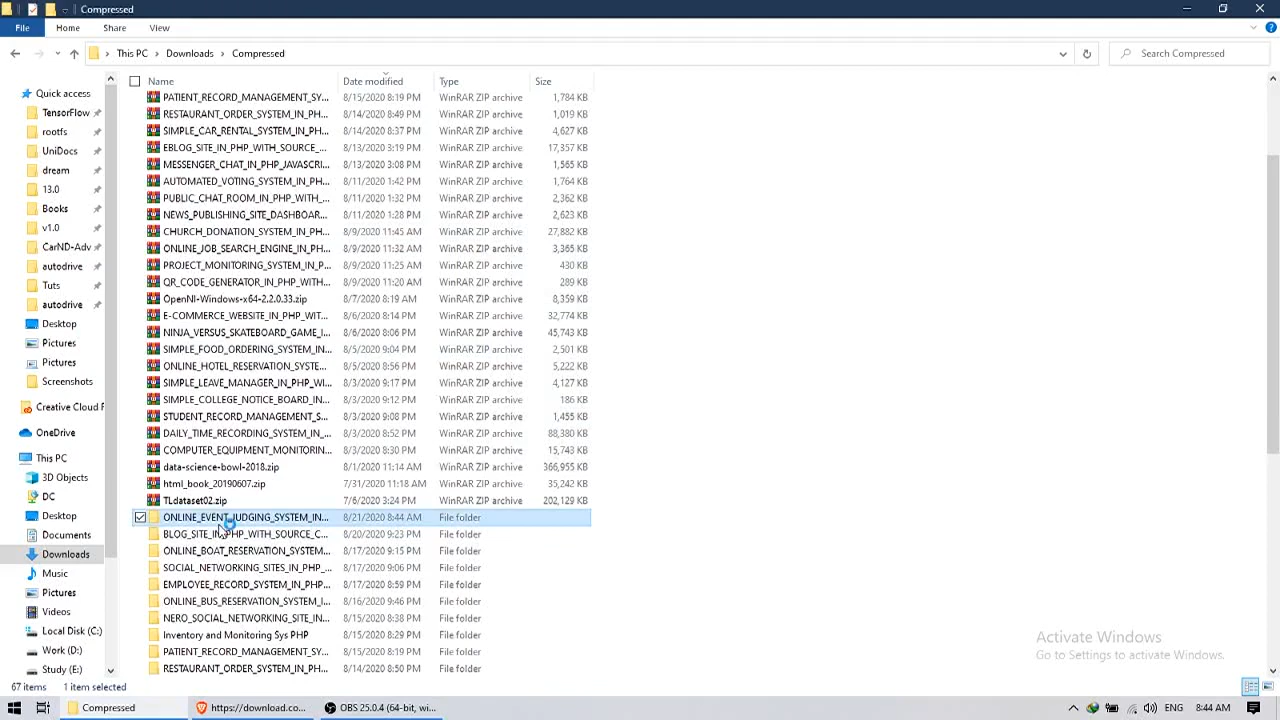 Compressed
File Home Share View
This PC Downloads Compressed Search Compressed
Name Date modified Type Size
PATIENT_RECORD_MANAGEMENT_SY... 8/15/2020 8:19 PM WinRAR ZIP archive 1,784 KB
RESTAURANT_ORDER_SYSTEM_IN_PH... 8/14/2020 8:49 PM WinRAR ZIP archive 1,019 KB
SIMPLE_CAR_RENTAL_SYSTEM_IN_PH... 8/14/2020 8:37 PM WinRAR ZIP archive 4,627 KB
EBLOG_SITE_IN_PHP_WITH_SOURCE_... 8/13/2020 3:19 PM WinRAR ZIP archive 17,357 KB
MESSENGER_CHAT_IN_PHP_JAVASCRI... 8/13/2020 3:08 PM WinRAR ZIP archive 1,565 KB
AUTOMATED_VOTING_SYSTEM_IN_PH... 8/11/2020 1:42 PM WinRAR ZIP archive 1,764 KB
PUBLIC_CHAT_ROOM_IN_PHP_WITH_... 8/11/2020 1:32 PM WinRAR ZIP archive 2,362 KB
NEWS_PUBLISHING_SITE_DASHBOAR... 8/11/2020 1:28 PM WinRAR ZIP archive 2,623 KB
CHURCH_DONATION_SYSTEM_IN_PH... 8/9/2020 11:45 AM WinRAR ZIP archive 27,882 KB
ONLINE_JOB_SEARCH_ENGINE_IN_PH... 8/9/2020 11:32 AM WinRAR ZIP archive 3,365 KB
PROJECT_MONITORING_SYSTEM_IN_P... 8/9/2020 11:25 AM WinRAR ZIP archive 430 KB
QR_CODE_GENERATOR_IN_PHP_WITH... 8/9/2020 11:20 AM WinRAR ZIP archive 289 KB
OpenNI-Windows-x64-2.2.0.33.zip 8/7/2020 8:19 AM WinRAR ZIP archive 8,359 KB
E-COMMERCE_WEBSITE_IN_PHP_WIT... 8/6/2020 8:14 PM WinRAR ZIP archive 32,774 KB
NINJA_VERSUS_SKATEBOARD_GAME_I... 8/6/2020 8:06 PM WinRAR ZIP archive 45,743 KB
SIMPLE_FOOD_ORDERING_SYSTEM_IN... 8/5/2020 9:04 PM WinRAR ZIP archive 2,501 KB
ONLINE_HOTEL_RESERVATION_SYSTE... 8/5/2020 8:56 PM WinRAR ZIP archive 5,222 KB
SIMPLE_LEAVE_MANAGER_IN_PHP_WI... 8/3/2020 9:17 PM WinRAR ZIP archive 4,127 KB
SIMPLE_COLLEGE_NOTICE_BOARD_IN... 8/3/2020 9:12 PM WinRAR ZIP archive 186 KB
STUDENT_RECORD_MANAGEMENT_S... 8/3/2020 9:08 PM WinRAR ZIP archive 1,455 KB
DAILY_TIME_RECORDING_SYSTEM_IN_... 8/3/2020 8:52 PM WinRAR ZIP archive 88,380 KB
COMPUTER_EQUIPMENT_MONITORI... 8/3/2020 8:30 PM WinRAR ZIP archive 15,743 KB
data-science-bowl-2018.zip 8/1/2020 11:14 AM WinRAR ZIP archive 366,955 KB
html_book_20190607.zip 7/31/2020 11:18 AM WinRAR ZIP archive 35,242 KB
TLdataset02.zip 7/6/2020 3:24 PM WinRAR ZIP archive 202,129 KB
ONLINE_EVENT_JUDGING_SYSTEM_IN... 8/21/2020 8:44 AM File folder
BLOG_SITE_IN_PHP_WITH_SOURCE_C... 8/20/2020 9:23 PM File folder
ONLINE_BOAT_RESERVATION_SYSTEM... 8/17/2020 9:15 PM File folder
SOCIAL_NETWORKING_SITES_IN_PHP_... 8/17/2020 9:06 PM File folder
EMPLOYEE_RECORD_SYSTEM_IN_PHP... 8/17/2020 8:59 PM File folder
ONLINE_BUS_RESERVATION_SYSTEM_I... 8/16/2020 9:46 PM File folder
NERO_SOCIAL_NETWORKING_SITE_IN... 8/15/2020 8:38 PM File folder
Inventory and Monitoring Sys PHP 8/15/2020 8:29 PM File folder
PATIENT_RECORD_MANAGEMENT_SY... 8/15/2020 8:19 PM File folder
RESTAURANT_ORDER_SYSTEM_IN_PH... 8/14/2020 8:50 PM File folder
Quick access
TensorFlow
rootfs
UniDocs
dream
13.0
Books
v1.0
CarND-Adv
autodrive
Tuts
autodrive
Desktop
Pictures
Pictures
Screenshots
Creative Cloud F
OneDrive
This PC
3D Objects
DC
Desktop
Documents
Downloads
Music
Pictures
Videos
Local Disk (C:)
Work (D:)
Study (E:)
Activate Windows
Go to Settings to activate Windows.
67 items 1 item selected
Compressed https://download.co... OBS 25.0.4 (64-bit, wi... ENG 8:44 AM